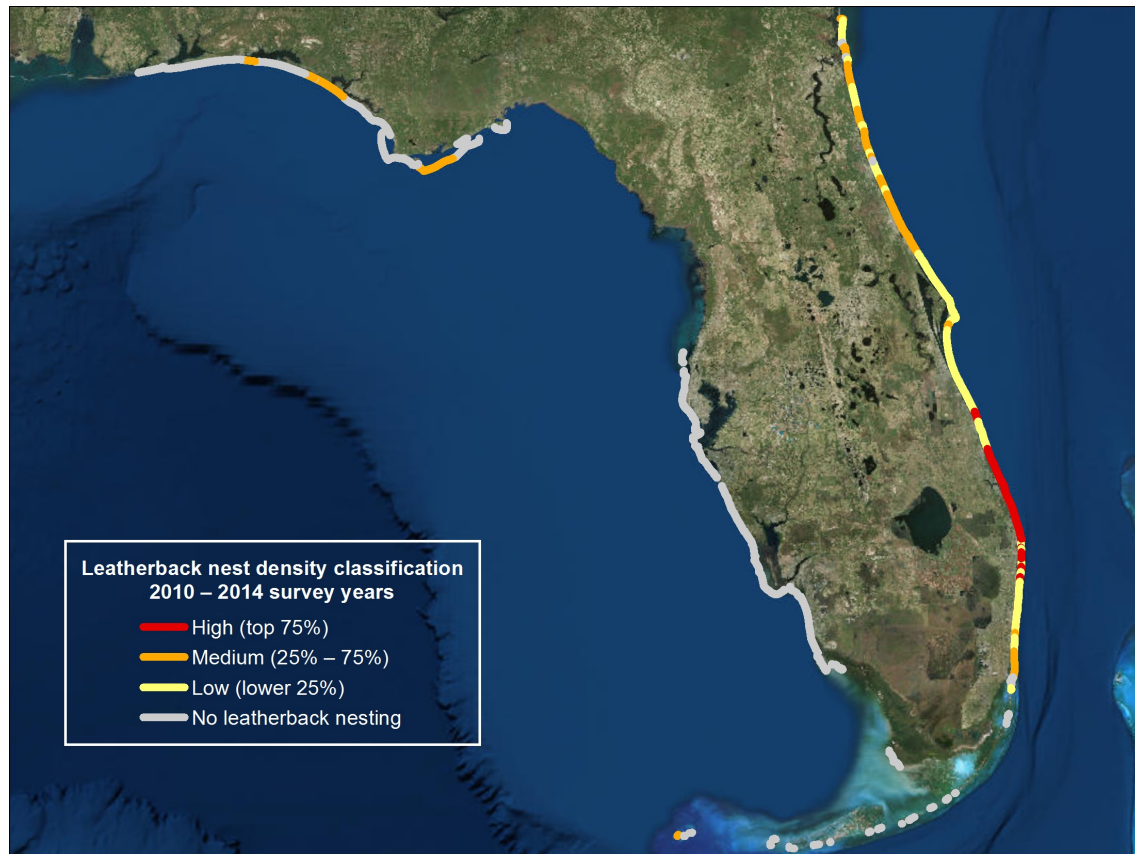 Leatherback nest density classification
2010 – 2014 survey years
High (top 75%)
Medium (25% – 75%)
Low (lower 25%)
No leatherback nesting